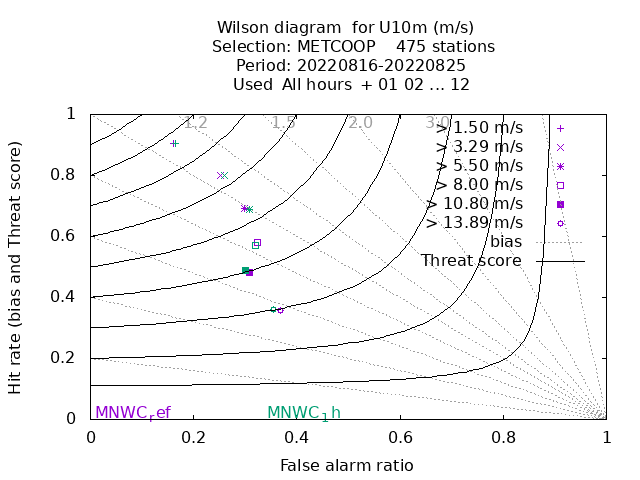 Wilson diagram  for U10m (m/s)
Selection: METCOOP    475 stations
Period: 20220816-20220825
Used  All hours  + 01 02 ... 12
Hit rate (bias and Threat score)
1
0.8
0.6
0.4
0.2
0
1.2
1.5
2.0
3.0
> 1.50 m/s
> 3.29 m/s
> 5.50 m/s
> 8.00 m/s
> 10.80 m/s
> 13.89 m/s
bias
Threat score
MNWC_ref
MNWC_1h
0
0.2
0.4
0.6
0.8
1
False alarm ratio